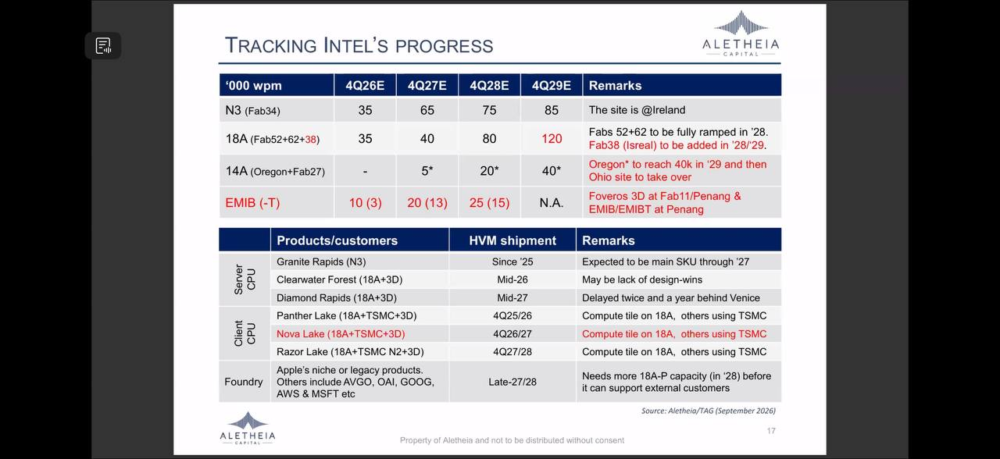 TRACKING INTEL'S PROGRESS
ALETHEIA
CAPITAL
‘000 wpm 4Q26E 4Q27E 4Q28E 4Q29E Remarks
N3 (Fab34) 35 65 75 85 The site is @Ireland
18A (Fab52+62+38) 35 40 80 120 Fabs 52+62 to be fully ramped in ’28.
Fab38 (Isreal) to be added in ’28/’29.
14A (Oregon+Fab27) - 5* 20* 40* Oregon* to reach 40k in ‘29 and then
Ohio site to take over
EMIB (-T) 10 (3) 20 (13) 25 (15) N.A. Foveros 3D at Fab11/Penang &
EMIB/EMIBT at Penang
Products/customers HVM shipment Remarks
Server CPU
Granite Rapids (N3) Since ’25 Expected to be main SKU through ’27
Clearwater Forest (18A+3D) Mid-26 May be lack of design-wins
Diamond Rapids (18A+3D) Mid-27 Delayed twice and a year behind Venice
Client CPU
Panther Lake (18A+TSMC+3D) 4Q25/26 Compute tile on 18A, others using TSMC
Nova Lake (18A+TSMC+3D) 4Q26/27 Compute tile on 18A, others using TSMC
Razor Lake (18A+TSMC N2+3D) 4Q27/28 Compute tile on 18A, others using TSMC
Foundry
Apple’s niche or legacy products.
Others include AVGO, OAI, GOOG,
AWS & MSFT etc
Late-27/28
Needs more 18A-P capacity (in ‘28) before
it can support external customers
Source: Aletheia/TAG (September 2026)
ALETHEIA
CAPITAL
17
Property of Aletheia and not to be distributed without consent